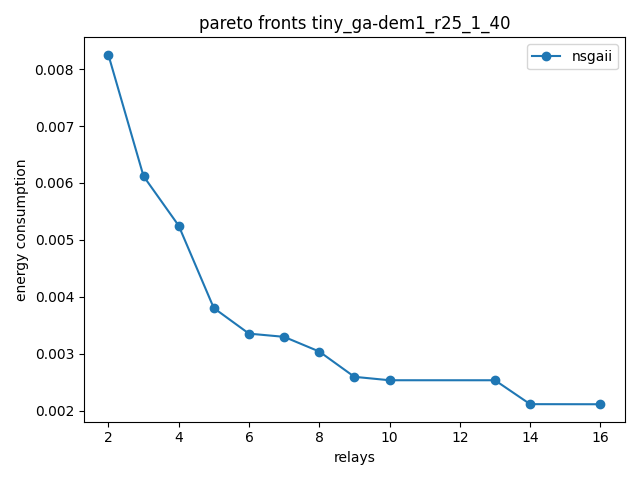 pareto fronts tiny_ga-dem1_r25_1_40
nsgaii
energy consumption
0.008
0.007
0.006
0.005
0.004
0.003
0.002
2 4 6 8 10 12 14 16
relays